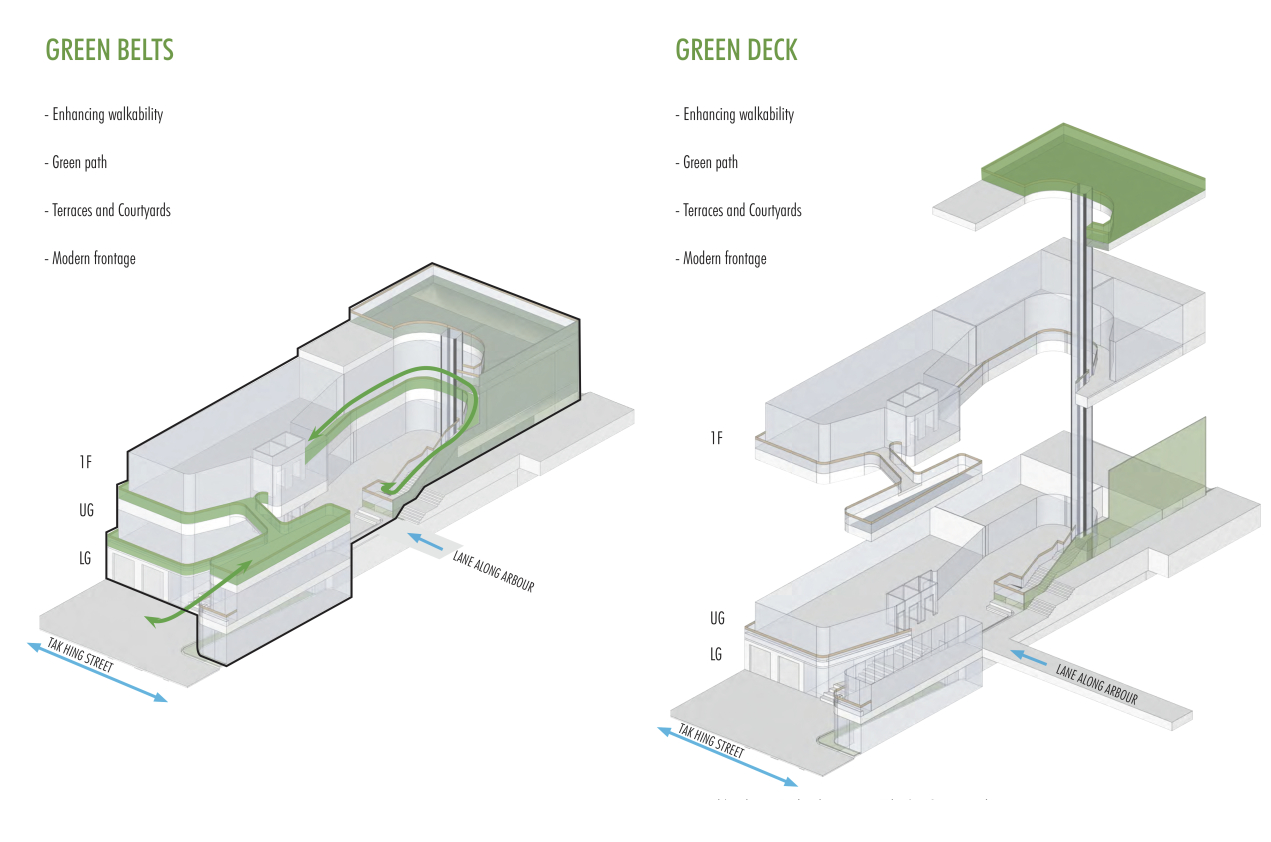 GREEN BELTS
- Enhancing walkability
- Green path
- Terraces and Courtyards
- Modern frontage
1F
UG
LG
LANE ALONG ARBOUR
TAK HING STREET
GREEN DECK
- Enhancing walkability
- Green path
- Terraces and Courtyards
- Modern frontage
1F
UG
LG
LANE ALONG ARBOUR
TAK HING STREET